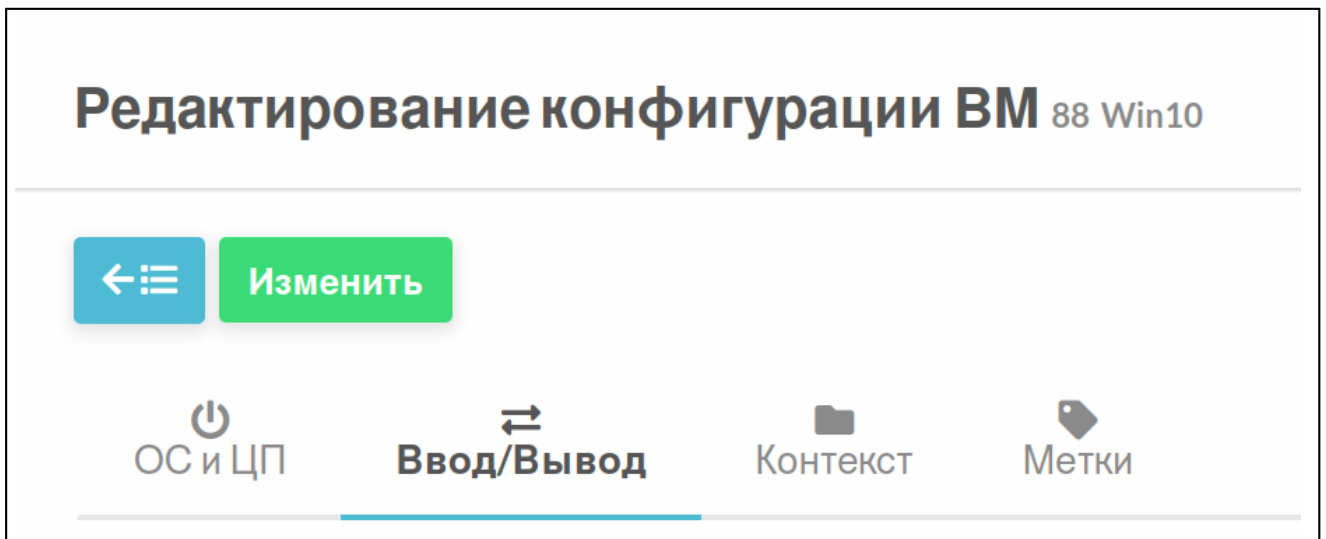 Редактирование конфигурации ВМ 88 Win10
Изменить
ОС и ЦП Ввод/Вывод Контекст Метки